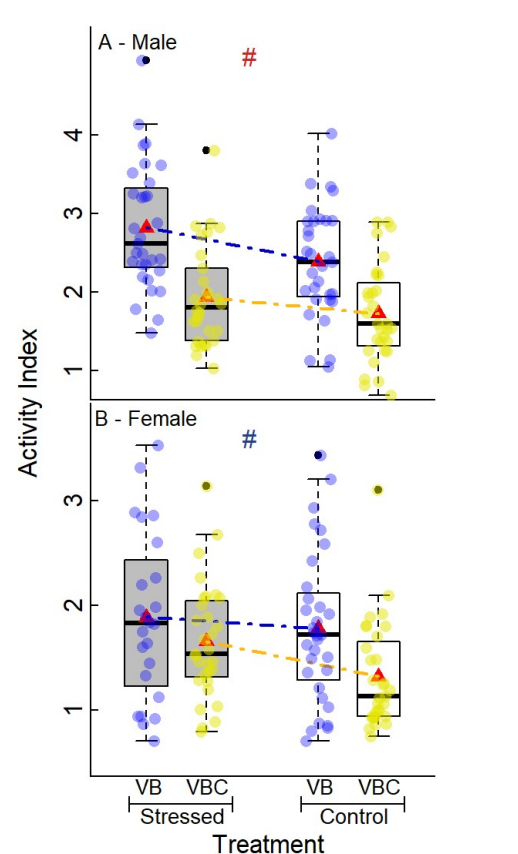 A - Male
#
4
3
2
1
B - Female
#
3
2
1
Activity Index
VB VBC VB VBC
Stressed Control
Treatment